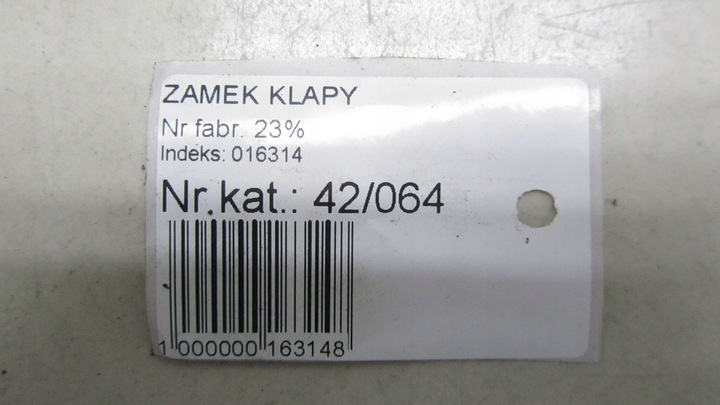 ZAMEK KLAPY
Nr fabr. 23%
Indeks: 016314
Nr.kat.: 42/064
1 000000 163148